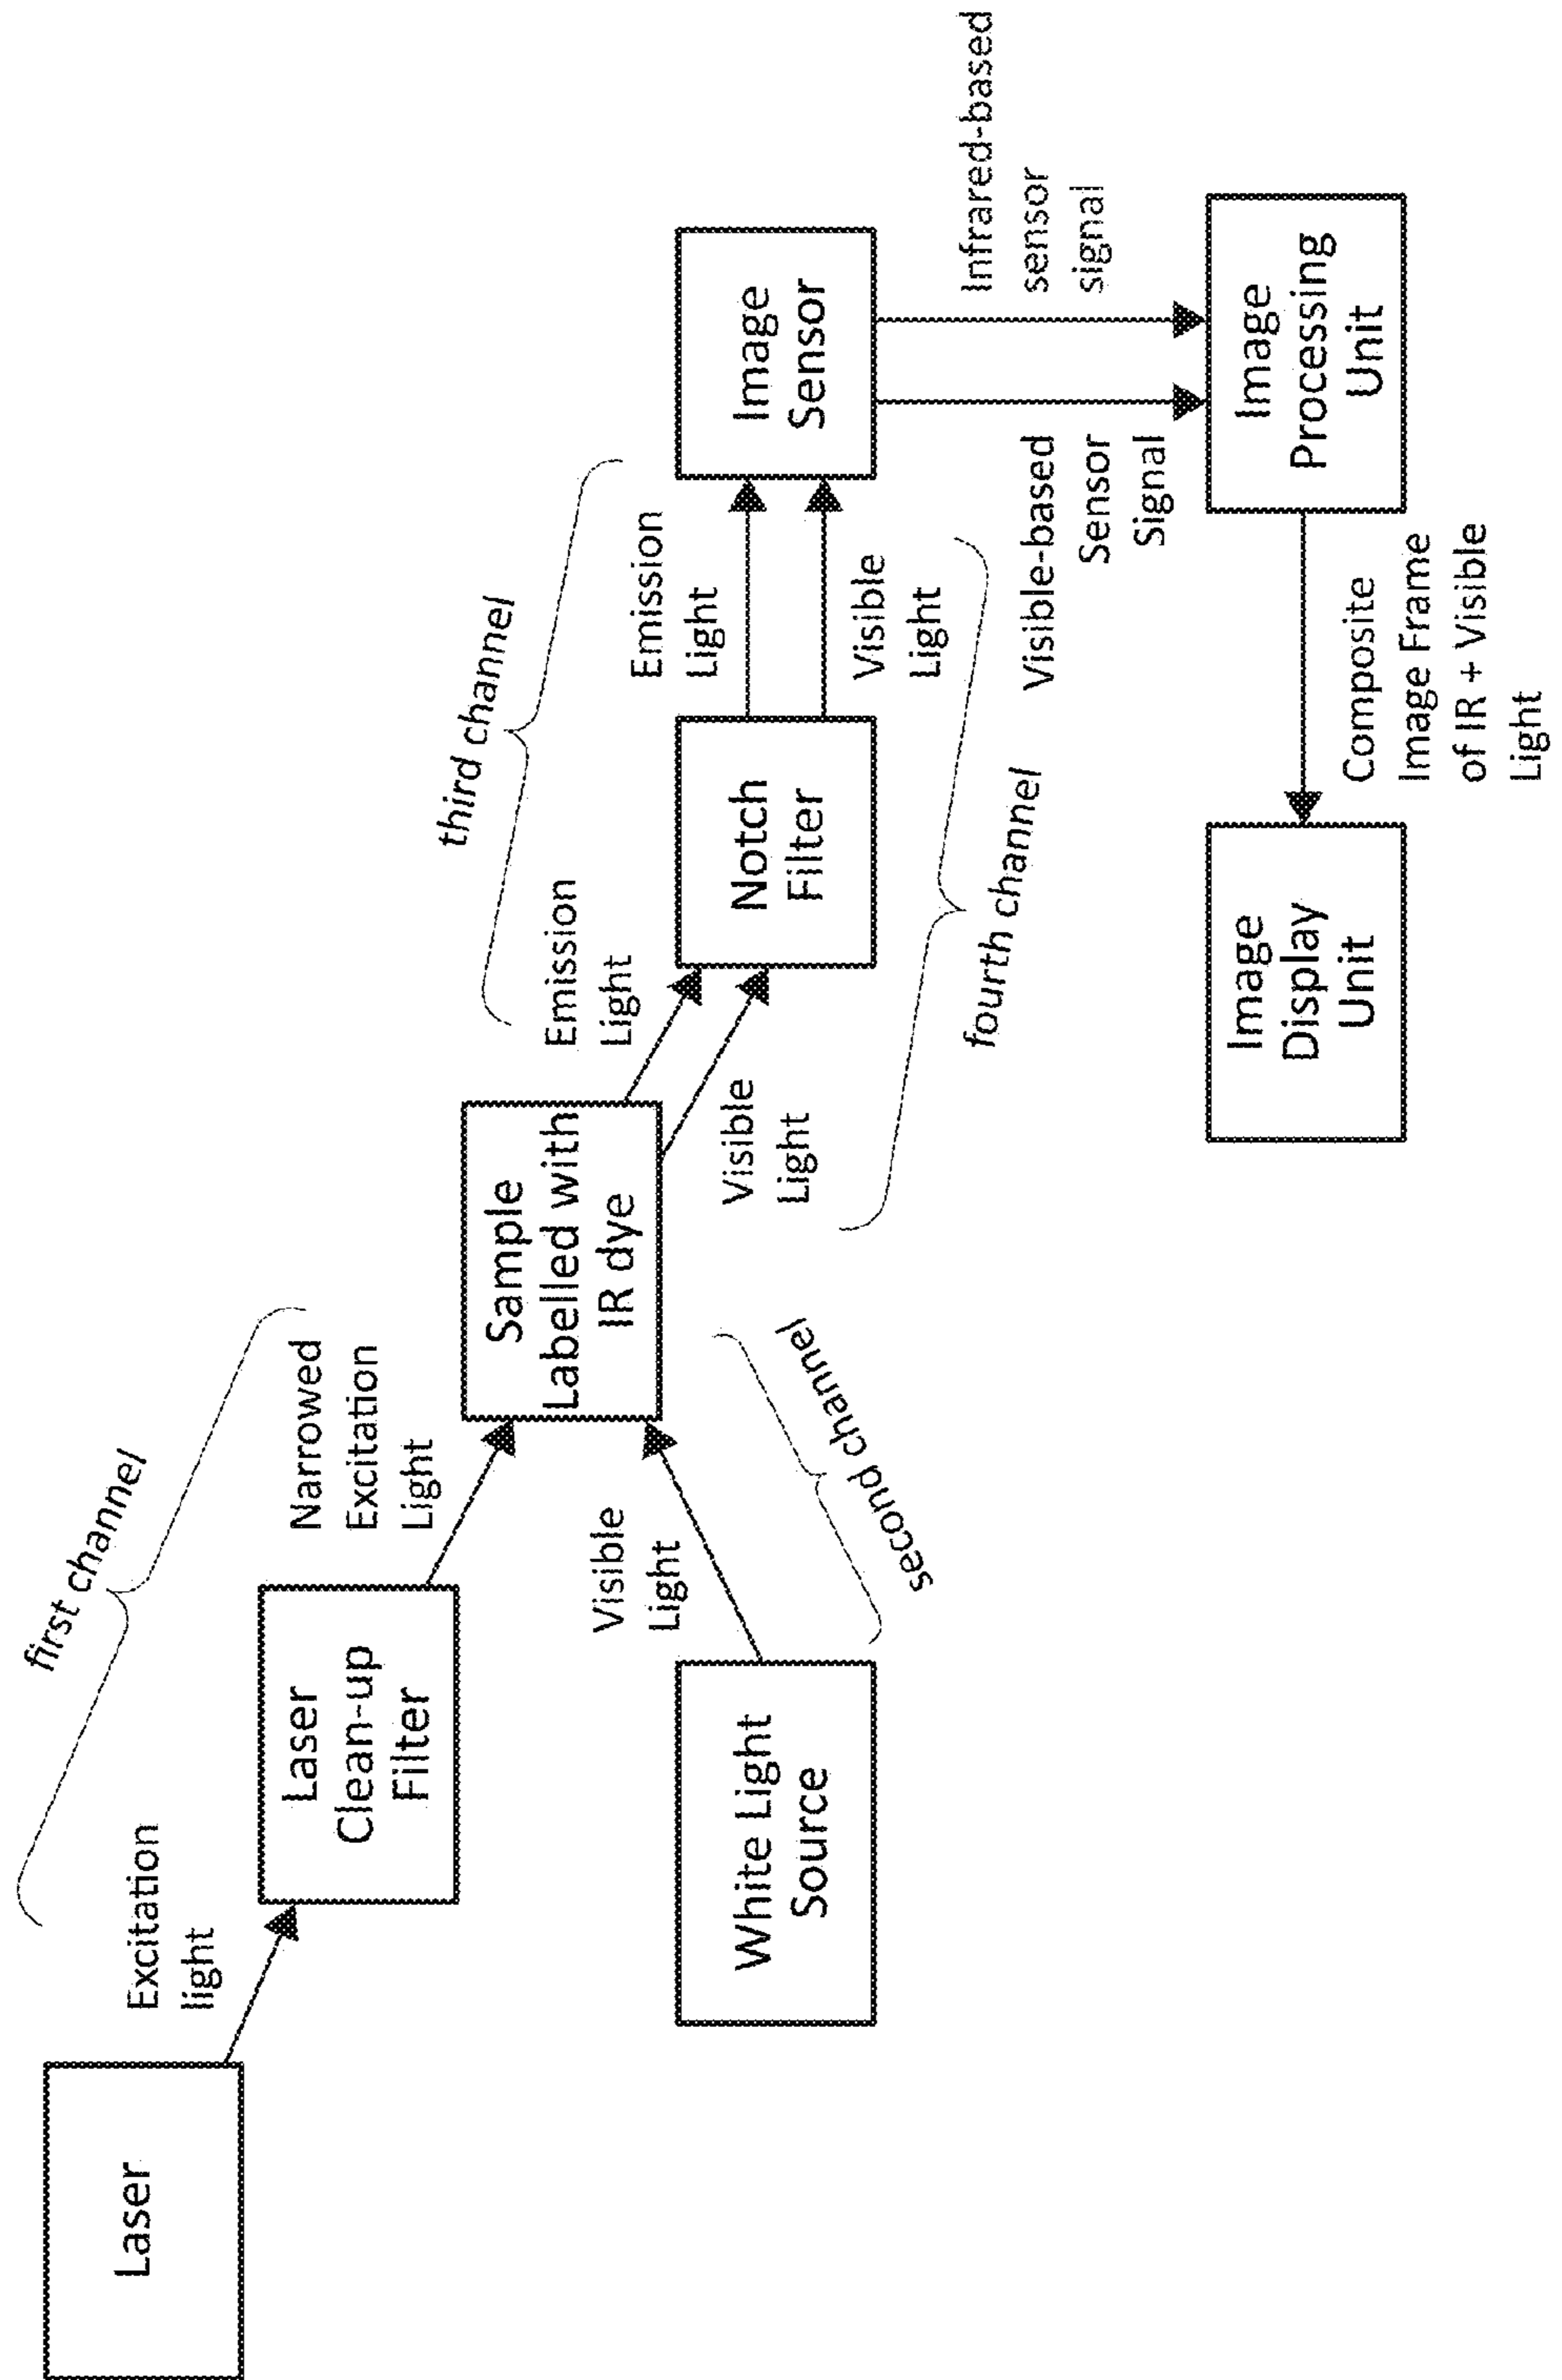 first channel
Excitation
light
Laser
Narrowed
Excitation
Light
Laser
Clean-up
Filter
third channel
Emission
Light
Sample
Labelled with
IR dye
Emission
Light
Visible
Light
White Light
Source
second channel
Visible
Light
Notch
Filter
Visible
Light
Image
Sensor
fourth channel
Infrared-based
sensor
signal
Visible-based
Sensor
Signal
Image
Display
Unit
Composite
Image Frame
of IR + Visible
Light
Image
Processing
Unit